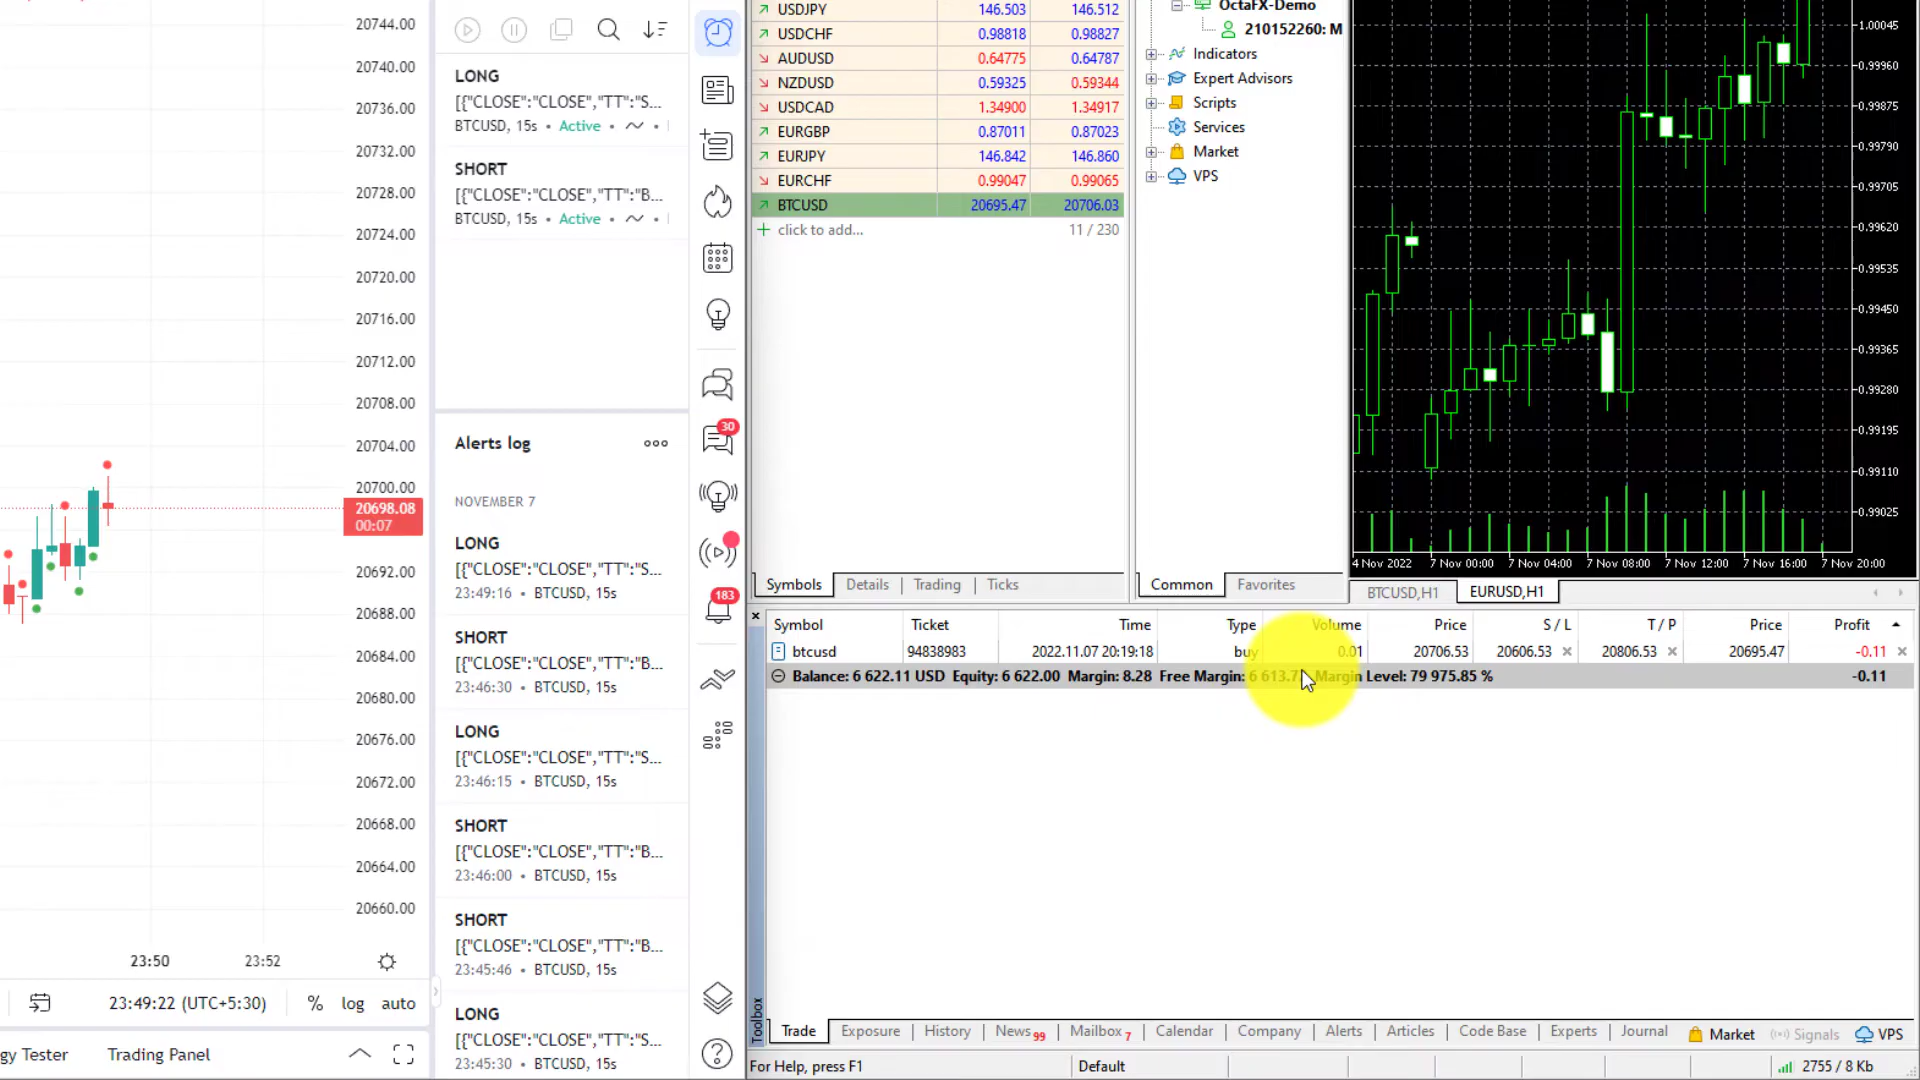 20744.00
20740.00
20736.00
20732.00
20728.00
20724.00
20720.00
20716.00
20712.00
20708.00
20704.00
20700.00
20698.08
00:07
20692.00
20688.00
20684.00
20680.00
20676.00
20672.00
20668.00
20664.00
20660.00
23:50 23:52
23:49:22 (UTC+5:30) % log auto
gy Tester Trading Panel
LONG
[{"CLOSE":"CLOSE","TT":"S...
BTCUSD, 15s • Active •
SHORT
[{"CLOSE":"CLOSE","TT":"B...
BTCUSD, 15s • Active •
Alerts log
NOVEMBER 7
LONG
[{"CLOSE":"CLOSE","TT":"S...
23:49:16 • BTCUSD, 15s
SHORT
[{"CLOSE":"CLOSE","TT":"B...
23:46:30 • BTCUSD, 15s
LONG
[{"CLOSE":"CLOSE","TT":"S...
23:46:15 • BTCUSD, 15s
SHORT
[{"CLOSE":"CLOSE","TT":"B...
23:46:00 • BTCUSD, 15s
SHORT
[{"CLOSE":"CLOSE","TT":"B...
23:45:46 • BTCUSD, 15s
LONG
[{"CLOSE":"CLOSE","TT":"S...
23:45:30 • BTCUSD, 15s
30
183
USDJPY 146.503 146.512
USDCHF 0.98818 0.98827
AUDUSD 0.64775 0.64787
NZDUSD 0.59325 0.59344
USDCAD 1.34900 1.34917
EURGBP 0.87011 0.87023
EURJPY 146.842 146.860
EURCHF 0.99047 0.99065
BTCUSD 20695.47 20706.03
click to add... 11 / 230
Symbols Details Trading Ticks
OctaFX-Demo
210152260: M
Indicators
Expert Advisors
Scripts
Services
Market
VPS
Common Favorites
1.00045
0.99960
0.99875
0.99790
0.99705
0.99620
0.99535
0.99450
0.99365
0.99280
0.99195
0.99110
0.99025
4 Nov 2022 7 Nov 00:00 7 Nov 04:00 7 Nov 08:00 7 Nov 12:00 7 Nov 16:00 7 Nov 20:00
BTCUSD,H1 EURUSD,H1
Symbol Ticket Time Type Volume Price S / L T / P Price Profit
btcusd 94838983 2022.11.07 20:19:18 buy 0.01 20706.53 20606.53 20806.53 20695.47 -0.11
Balance: 6 622.11 USD Equity: 6 622.00 Margin: 8.28 Free Margin: Margin Level: 79 975.85 % -0.11
Toolbox
Trade Exposure History News 99 Mailbox 7 Calendar Company Alerts Articles Code Base Experts Journal Market Signals VPS
For Help, press F1 Default 2755 / 8 Kb